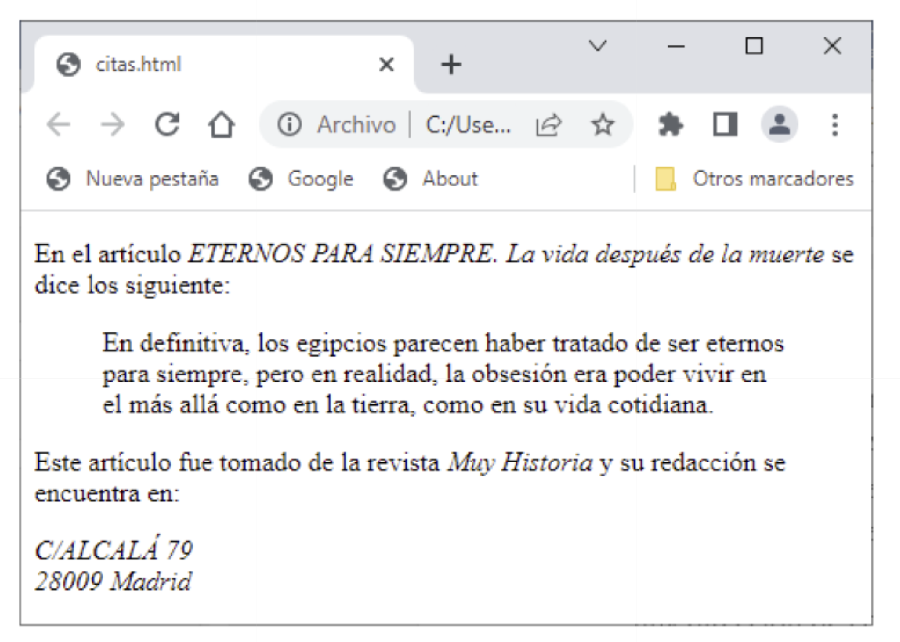 citas.html
Archivo | C:/Use...
Nueva pestaña Google About Otros marcadores
En el artículo ETERNOS PARA SIEMPRE. La vida después de la muerte se
dice los siguiente:
En definitiva, los egipcios parecen haber tratado de ser eternos
para siempre, pero en realidad, la obsesión era poder vivir en
el más allá como en la tierra, como en su vida cotidiana.
Este artículo fue tomado de la revista Muy Historia y su redacción se
encuentra en:
C/ALCALÁ 79
28009 Madrid